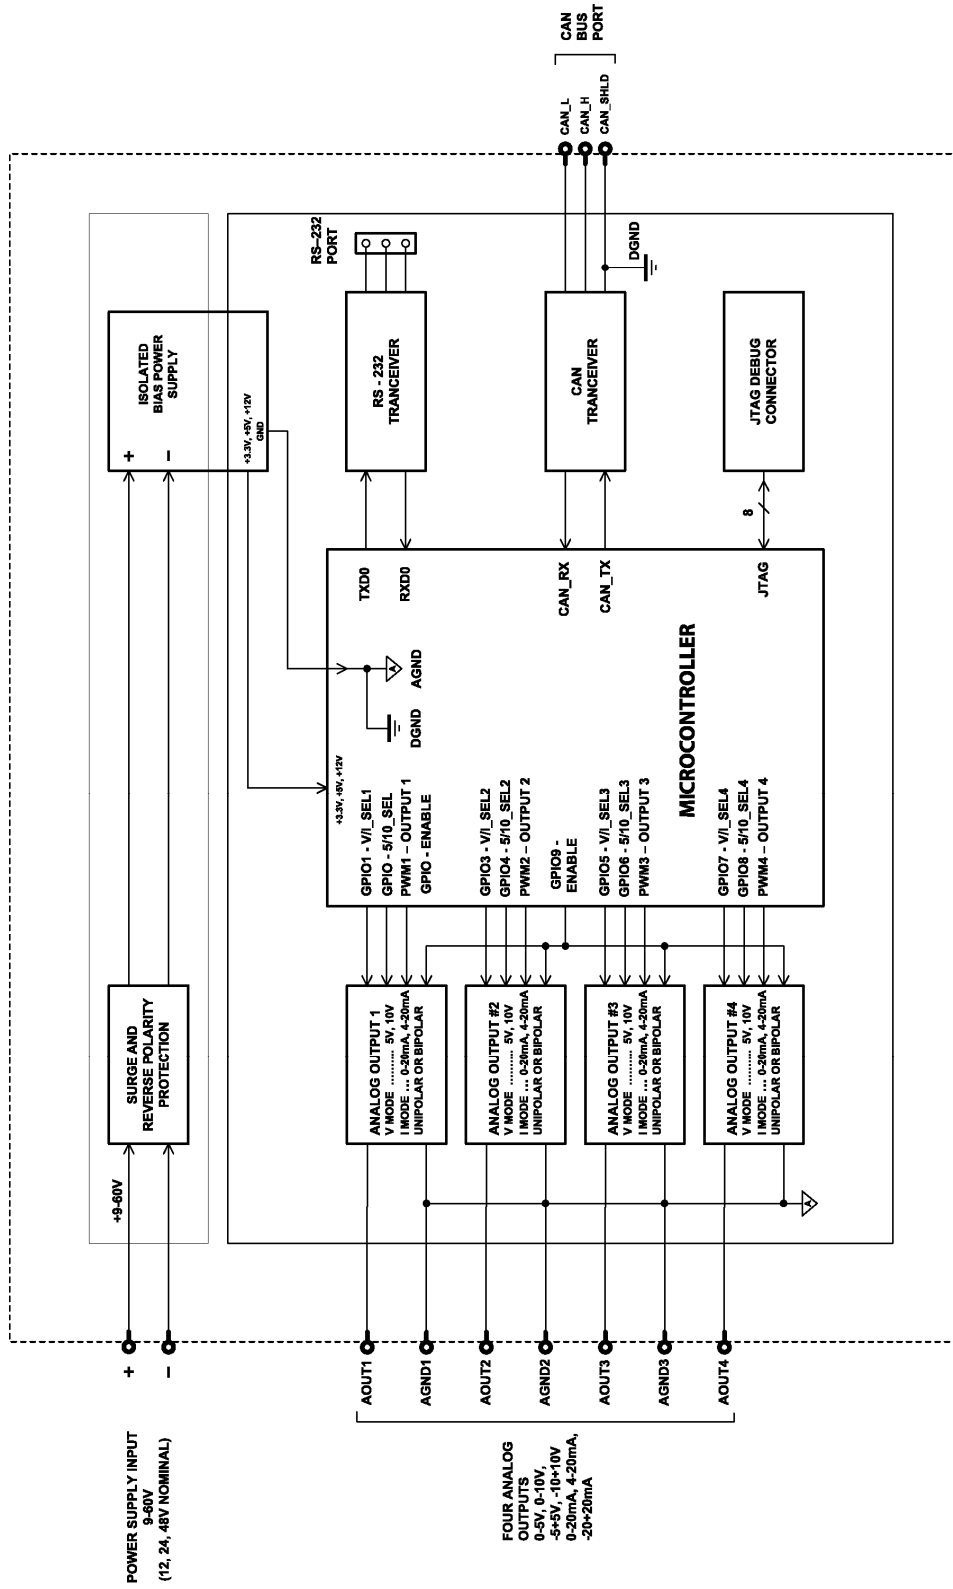 POWER SUPPLY INPUT
9-60V
(12, 24, 48V NOMINAL)
+
–
+9-60V
SURGE AND
REVERSE POLARITY
PROTECTION
+
–
ISOLATED
BIAS POWER
SUPPLY
+3.3V, +5V, +12V
GND
RS-232
PORT
RS - 232
TRANCEIVER
TXD0
RXD0
A
AGND
DGND
+3.3V, +5V, +12V
GPIO1 - V/I_SEL1
GPIO - 5/10_SEL
PWM1 – OUTPUT 1
GPIO - ENABLE
GPIO3 - V/I_SEL2
GPIO4 - 5/10_SEL2
PWM2 – OUTPUT 2
GPIO9 -
ENABLE
GPIO5 - V/I_SEL3
GPIO6 - 5/10_SEL3
PWM3 – OUTPUT 3
GPIO7 - V/I_SEL4
GPIO8 - 5/10_SEL4
PWM4 – OUTPUT 4
MICROCONTROLLER
CAN_RX
CAN_TX
JTAG
8
CAN
TRANCEIVER
DGND
JTAG DEBUG
CONNECTOR
CAN_L
CAN_H
CAN_SHLD
CAN
BUS
PORT
ANALOG OUTPUT 1
V MODE .......... 5V, 10V
I MODE ... 0-20mA, 4-20mA
UNIPOLAR OR BIPOLAR
ANALOG OUTPUT #2
V MODE .......... 5V, 10V
I MODE ... 0-20mA, 4-20mA
UNIPOLAR OR BIPOLAR
ANALOG OUTPUT #3
V MODE .......... 5V, 10V
I MODE ... 0-20mA, 4-20mA
UNIPOLAR OR BIPOLAR
ANALOG OUTPUT #4
V MODE .......... 5V, 10V
I MODE ... 0-20mA, 4-20mA
UNIPOLAR OR BIPOLAR
A
AOUT1
AGND1
AOUT2
AGND2
AOUT3
AGND3
AOUT4
FOUR ANALOG
OUTPUTS
0-5V, 0-10V,
-5+5V, -10+10V
0-20mA, 4-20mA,
-20+20mA